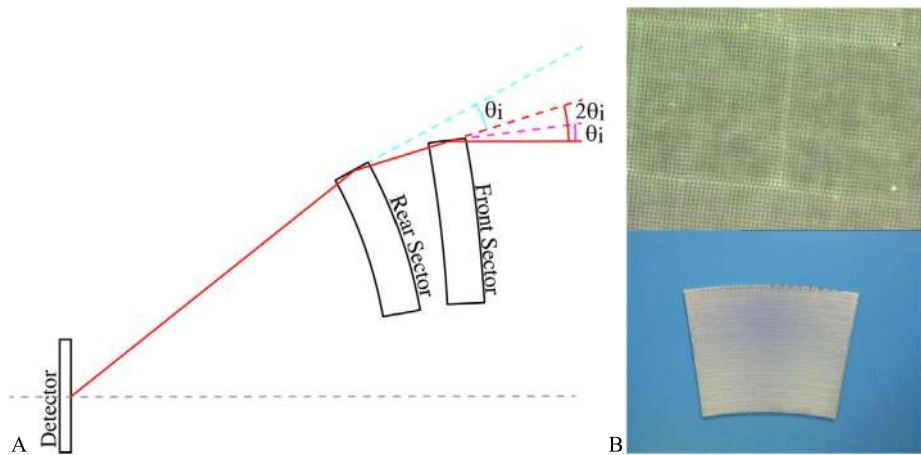 θi
2θi
θi
Rear Sector
Front Sector
Detector
A
B